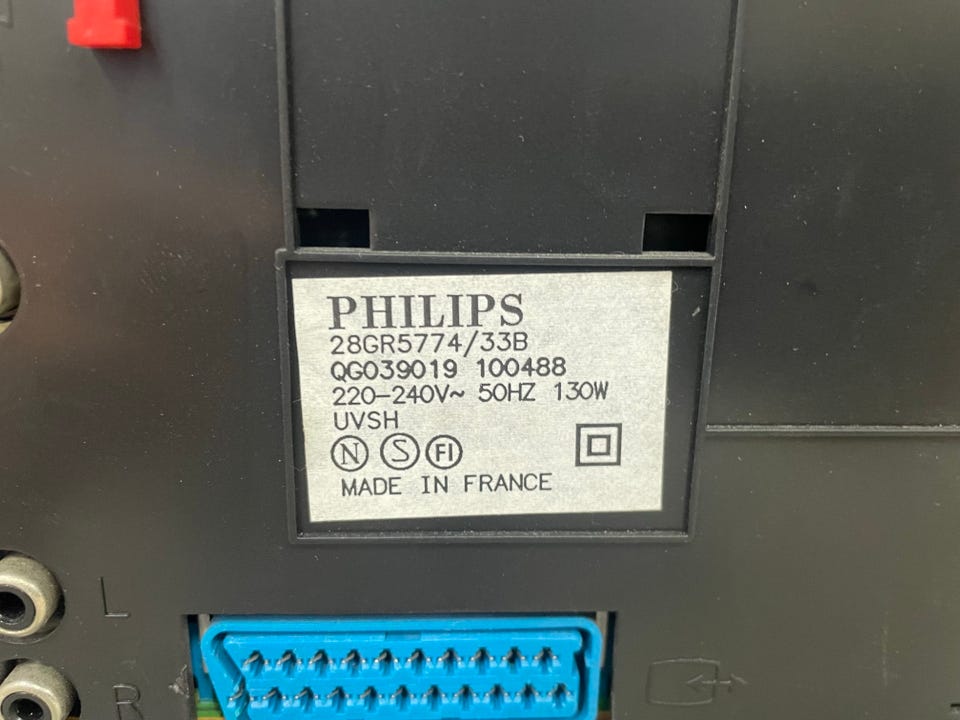 PHILIPS
28GR5774/33B
QG039019 100488
220-240V~ 50HZ 130W
UVSH
N S FI
MADE IN FRANCE
L
R